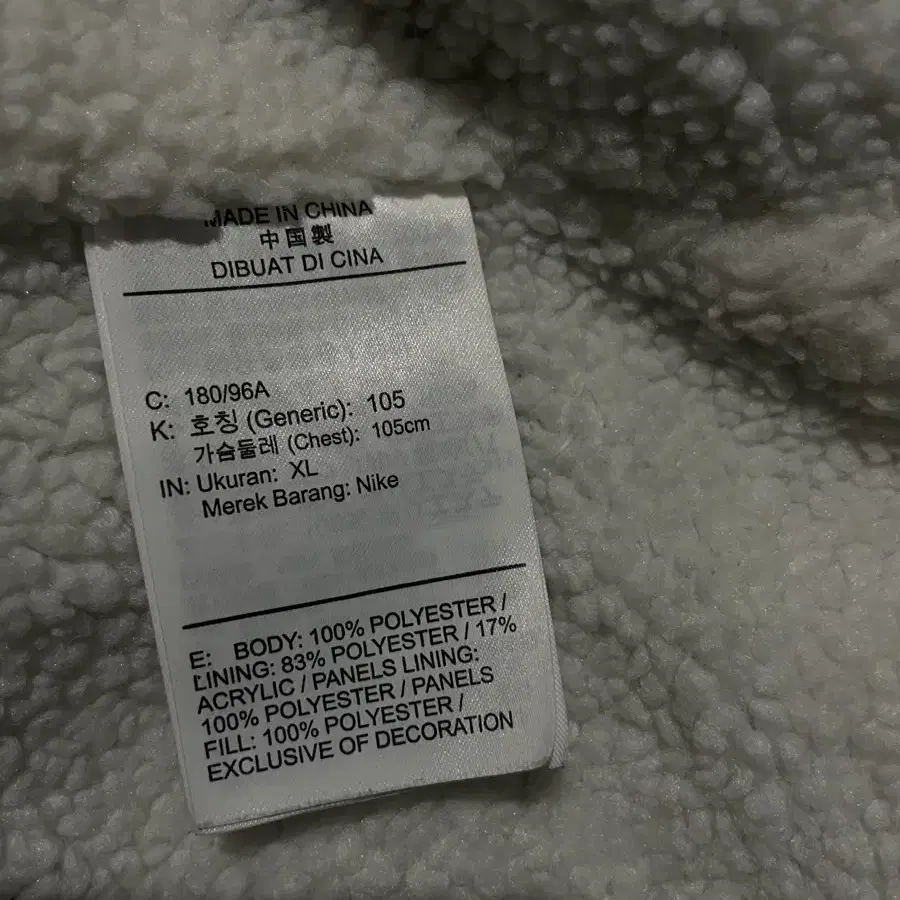 MADE IN CHINA
中国製
DIBUAT DI CINA
C: 180/96A
K: 호칭 (Generic): 105
가슴둘레 (Chest): 105cm
IN: Ukuran: XL
Merek Barang: Nike
E: BODY: 100% POLYESTER /
LINING: 83% POLYESTER / 17%
ACRYLIC / PANELS LINING:
100% POLYESTER / PANELS
FILL: 100% POLYESTER /
EXCLUSIVE OF DECORATION